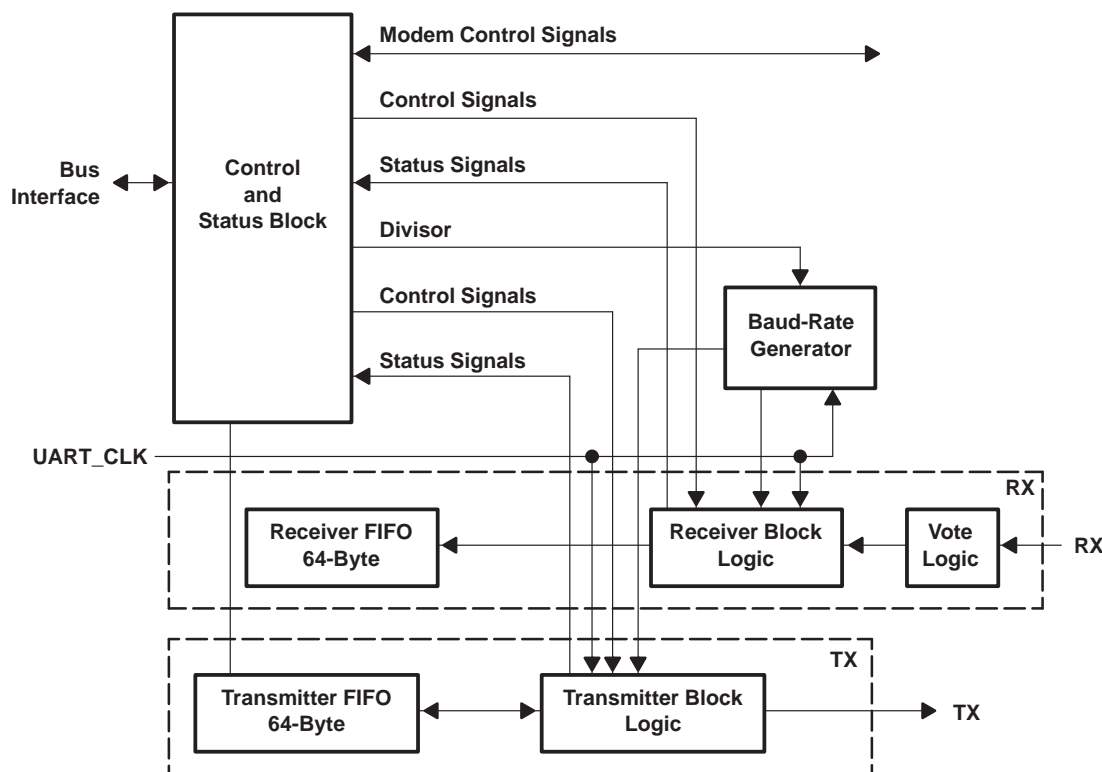 Modem Control Signals
Control Signals
Status Signals
Bus
Interface
Control
and
Status Block
Divisor
Control Signals
Baud-Rate
Generator
Status Signals
UART_CLK
RX
Receiver FIFO
64-Byte
Receiver Block
Logic
Vote
Logic
RX
TX
Transmitter FIFO
64-Byte
Transmitter Block
Logic
TX